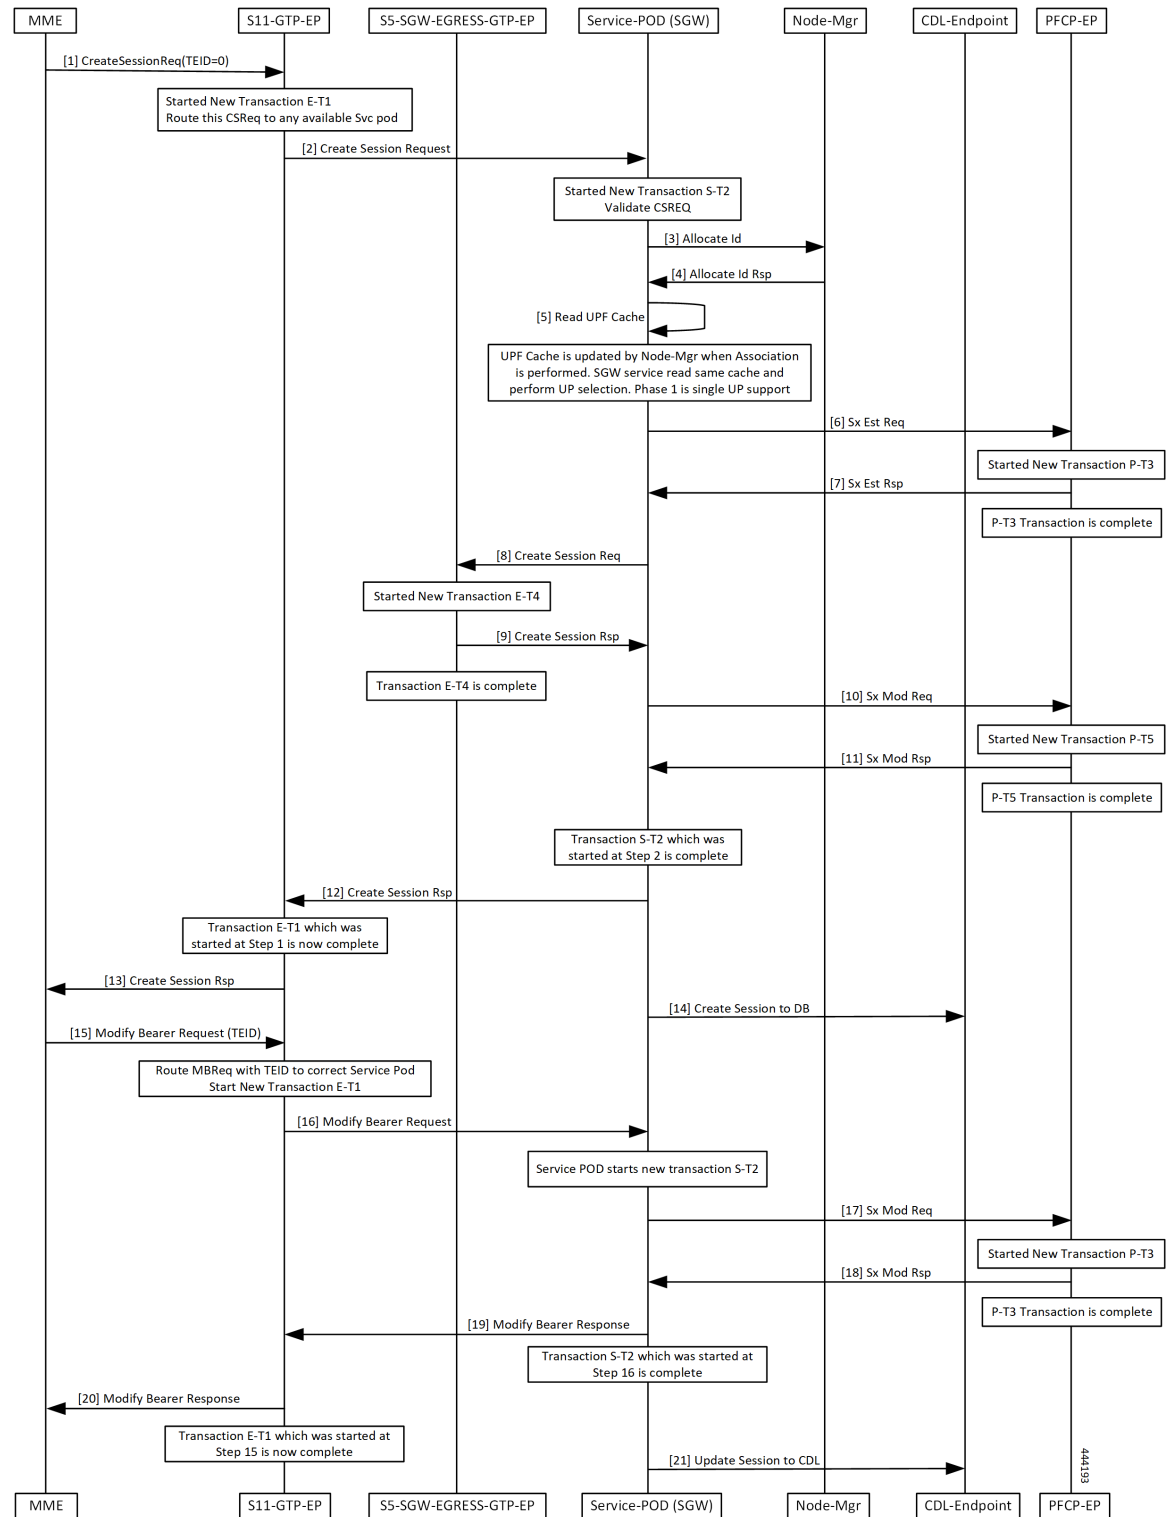 MME
S11-GTP-EP
S5-SGW-EGRESS-GTP-EP
Service-POD (SGW)
Node-Mgr
CDL-Endpoint
PFCP-EP
[1] CreateSessionReq(TEID=0)
Started New Transaction E-T1
Route this CSReq to any available Svc pod
[2] Create Session Request
Started New Transaction S-T2
Validate CSREQ
[3] Allocate Id
[4] Allocate Id Rsp
[5] Read UPF Cache
UPF Cache is updated by Node-Mgr when Association
is performed. SGW service read same cache and
perform UP selection. Phase 1 is single UP support
[6] Sx Est Req
Started New Transaction P-T3
[7] Sx Est Rsp
P-T3 Transaction is complete
[8] Create Session Req
Started New Transaction E-T4
[9] Create Session Rsp
Transaction E-T4 is complete
[10] Sx Mod Req
Started New Transaction P-T5
[11] Sx Mod Rsp
P-T5 Transaction is complete
Transaction S-T2 which was
started at Step 2 is complete
[12] Create Session Rsp
Transaction E-T1 which was
started at Step 1 is now complete
[13] Create Session Rsp
[14] Create Session to DB
[15] Modify Bearer Request (TEID)
Route MBReq with TEID to correct Service Pod
Start New Transaction E-T1
[16] Modify Bearer Request
Service POD starts new transaction S-T2
[17] Sx Mod Req
Started New Transaction P-T3
[18] Sx Mod Rsp
P-T3 Transaction is complete
[19] Modify Bearer Response
Transaction S-T2 which was started at
Step 16 is complete
[20] Modify Bearer Response
Transaction E-T1 which was started at
Step 15 is now complete
[21] Update Session to CDL
444193
MME
S11-GTP-EP
S5-SGW-EGRESS-GTP-EP
Service-POD (SGW)
Node-Mgr
CDL-Endpoint
PFCP-EP